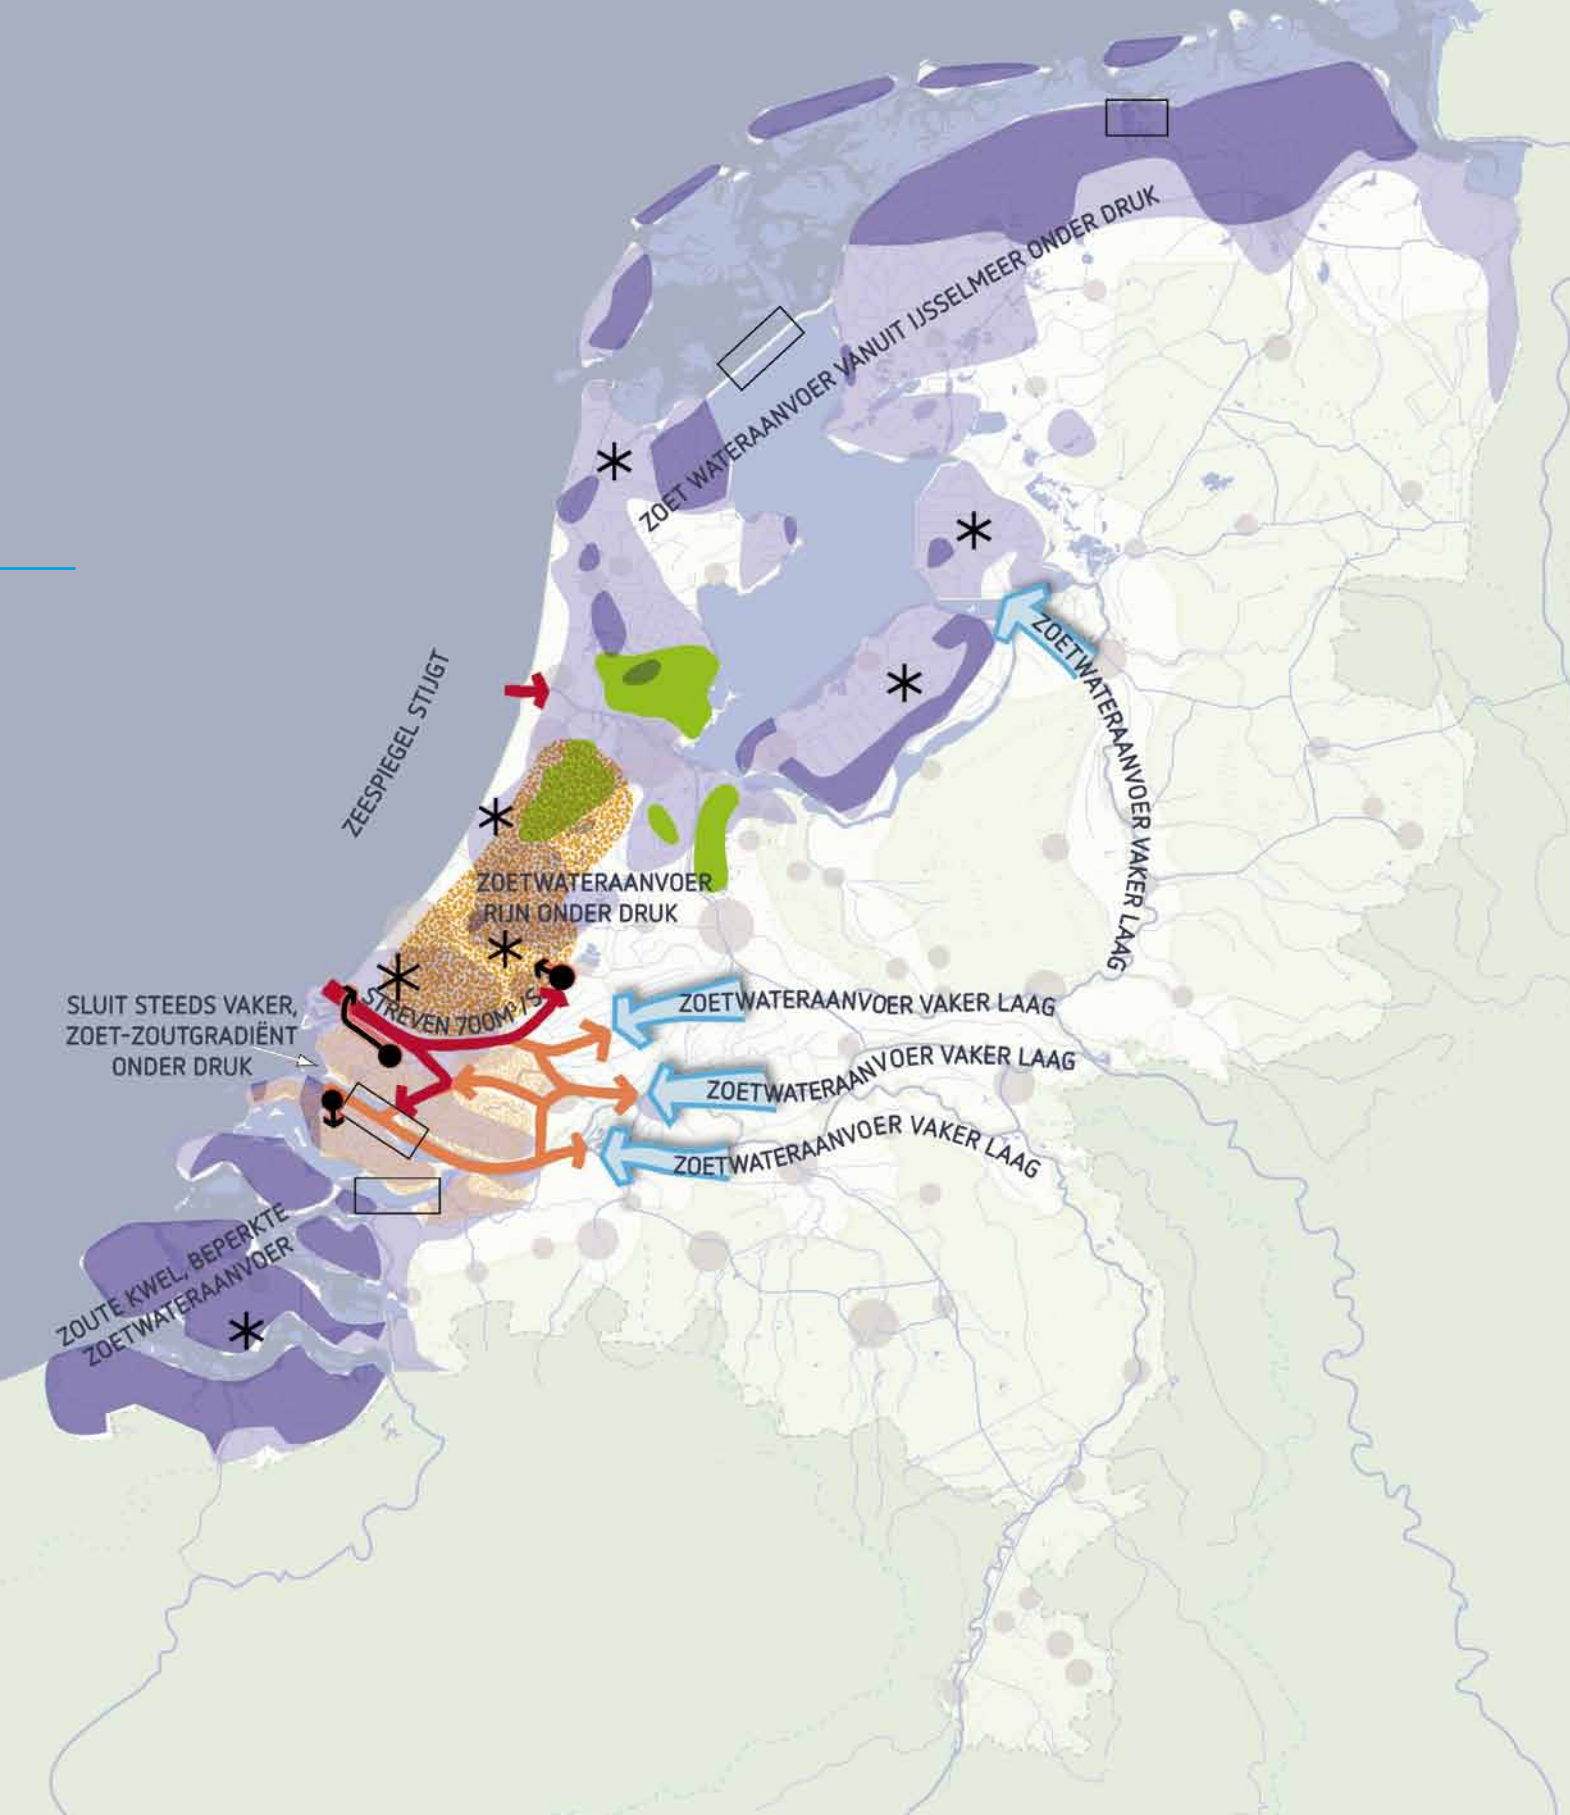 ZOET WATERAANVOER VANUIT IJSSELMEER ONDER DRUK
ZOETWATERAANVOER VAKER LAAG
ZEESPIEGEL STIJGT
ZOETWATERAANVOER
RIJN ONDER DRUK
STREVEN 700M³/S
SLUIT STEEDS VAKER,
ZOET-ZOUTGRADIËNT
ONDER DRUK
ZOETWATERAANVOER VAKER LAAG
ZOETWATERAANVOER VAKER LAAG
ZOETWATERAANVOER VAKER LAAG
ZOUTE KWEL, BEPERKTE
ZOETWATERAANVOER